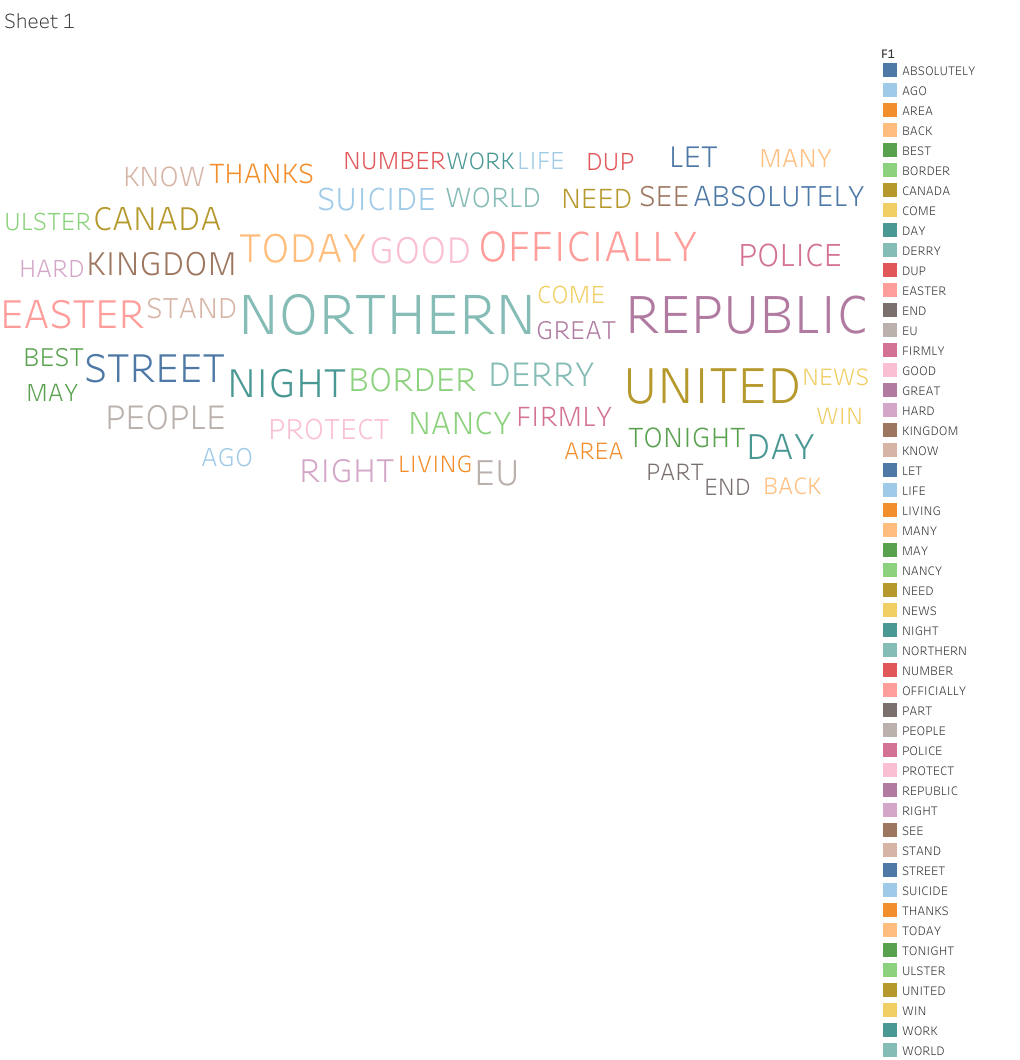 Sheet 1
KNOW THANKS NUMBER WORK LIFE DUP LET MANY
SUICIDE WORLD NEED SEE ABSOLUTELY
ULSTER CANADA
TODAY GOOD OFFICIALLY POLICE
HARD KINGDOM
EASTER STAND NORTHERN COME REPUBLIC
GREAT
BEST STREET NIGHT BORDER DERRY UNITED NEWS
MAY
PEOPLE PROTECT NANCY FIRMLY WIN
AGO RIGHT LIVING EU AREA TONIGHT DAY
PART END BACK
F1
ABSOLUTELY
AGO
AREA
BACK
BEST
BORDER
CANADA
COME
DAY
DERRY
DUP
EASTER
END
EU
FIRMLY
GOOD
GREAT
HARD
KINGDOM
KNOW
LET
LIFE
LIVING
MANY
MAY
NANCY
NEED
NEWS
NIGHT
NORTHERN
NUMBER
OFFICIALLY
PART
PEOPLE
POLICE
PROTECT
REPUBLIC
RIGHT
SEE
STAND
STREET
SUICIDE
THANKS
TODAY
TONIGHT
ULSTER
UNITED
WIN
WORK
WORLD